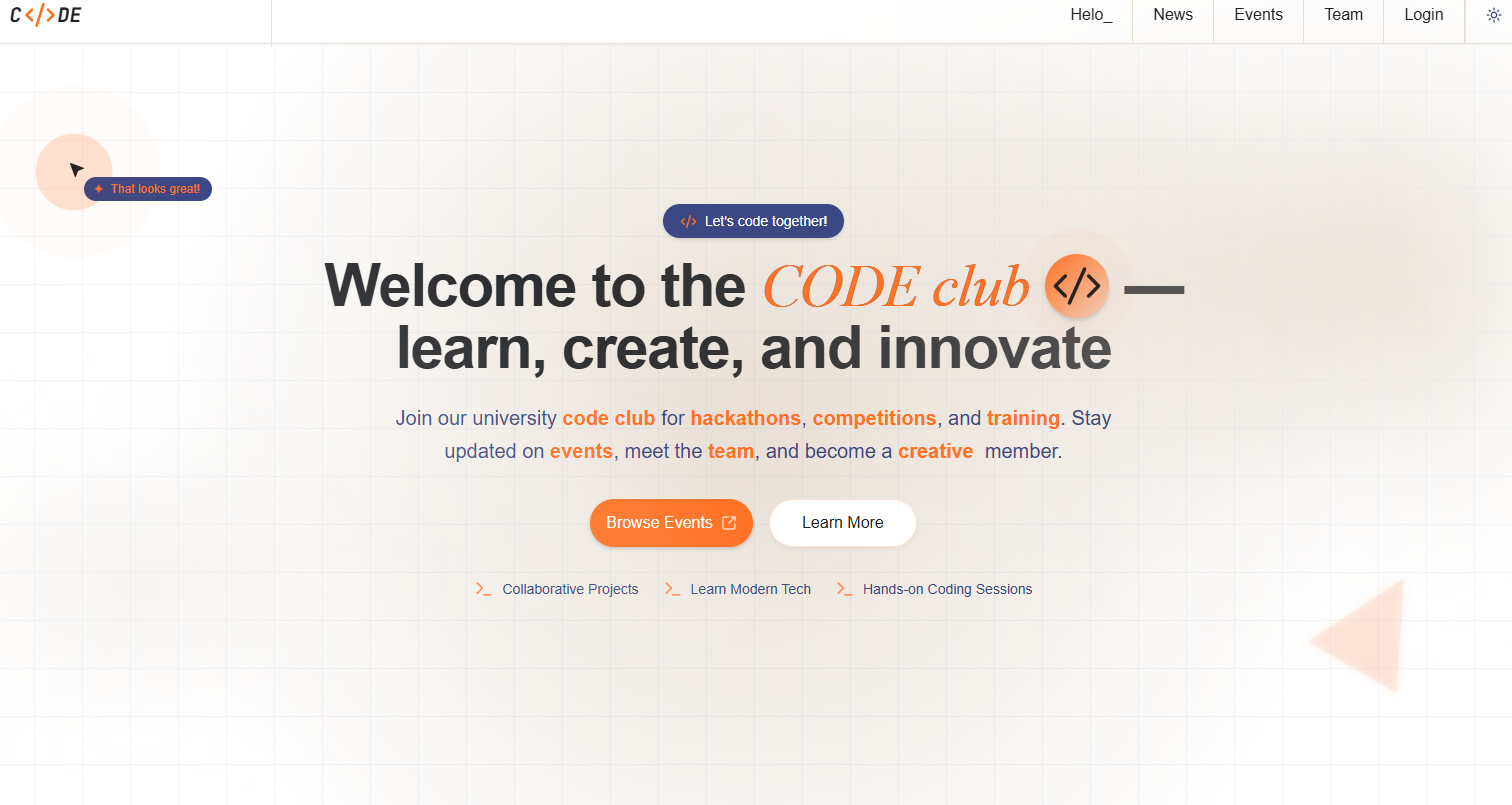 C</>DE
Helo_
News
Events
Team
Login
That looks great!
</> Let's code together!
Welcome to the CODE club </> —
learn, create, and innovate
Join our university code club for hackathons, competitions, and training. Stay
updated on events, meet the team, and become a creative member.
Browse Events
Learn More
>_ Collaborative Projects
>_ Learn Modern Tech
>_ Hands-on Coding Sessions